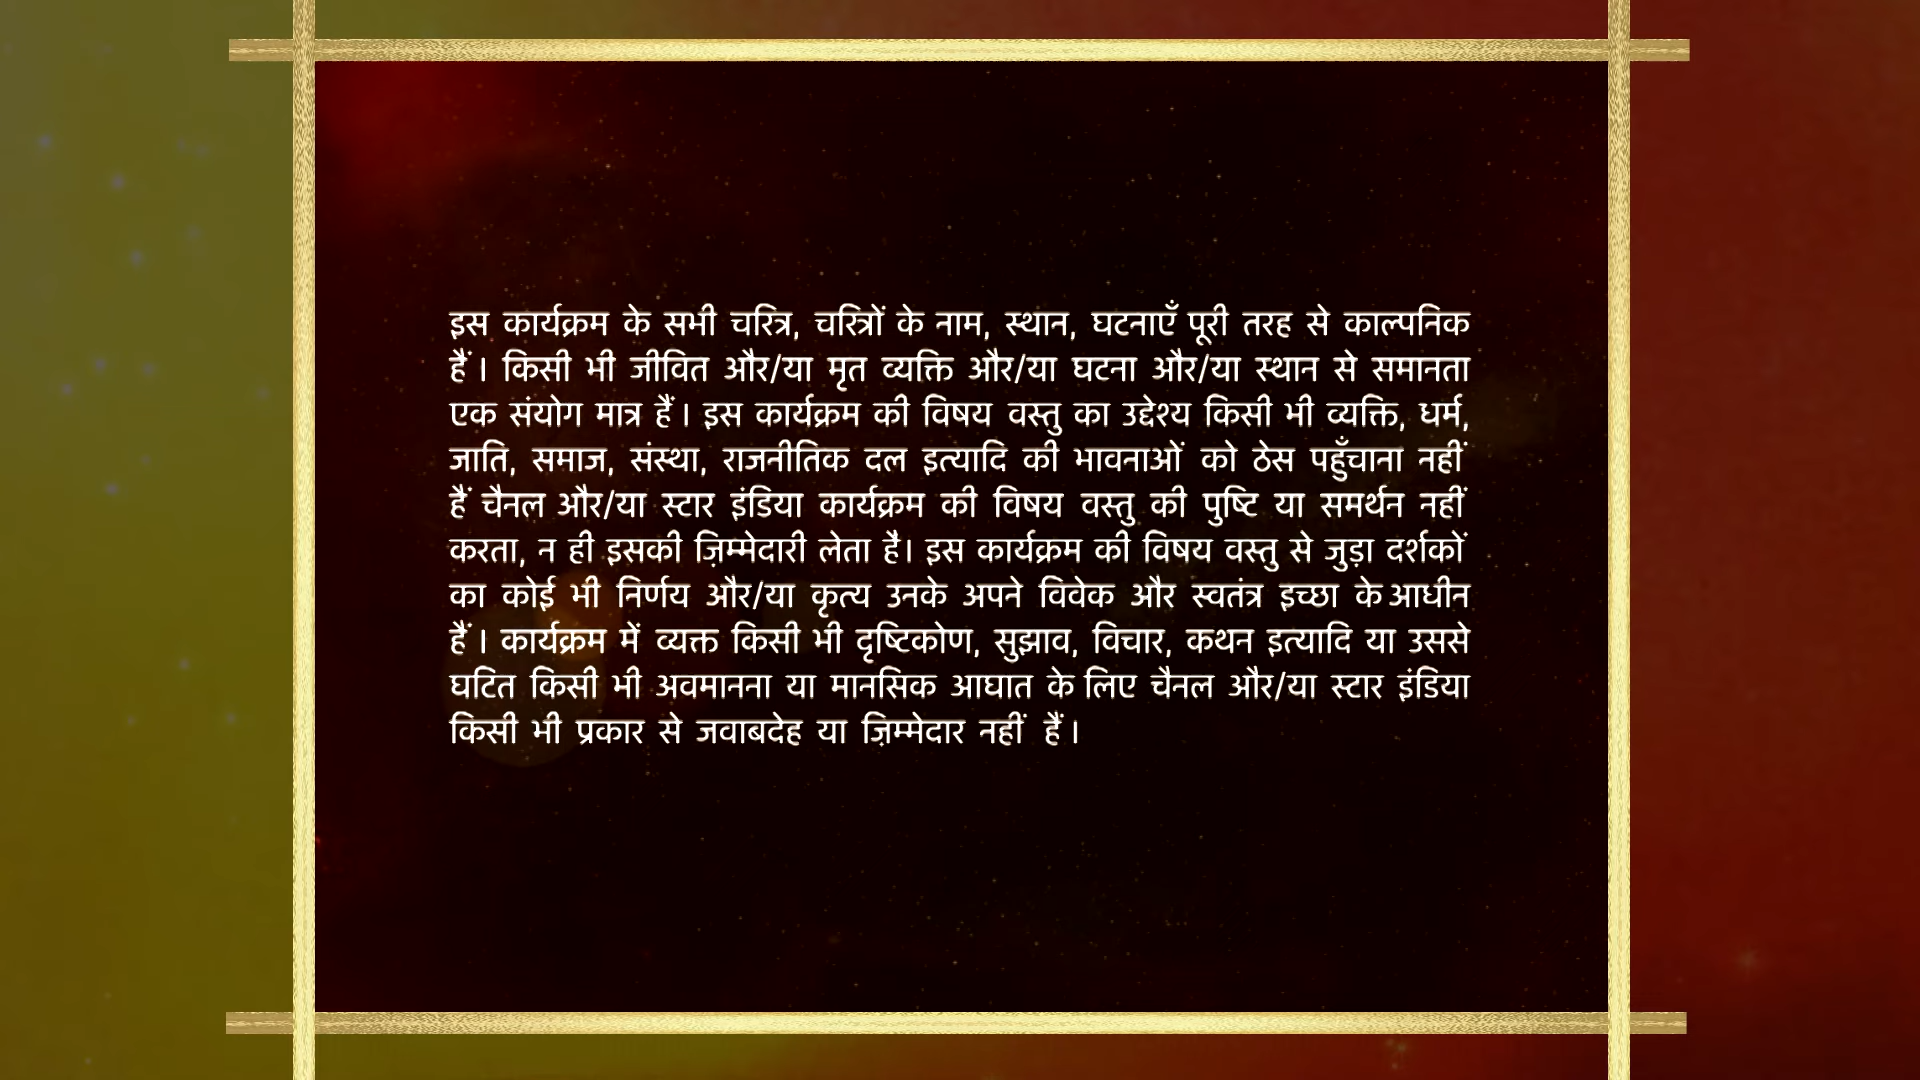 इस कार्यक्रम के सभी चरित्र, चरित्रों के नाम, स्थान, घटनाएँ पूरी तरह से काल्पनिक
हैं । किसी भी जीवित और/या मृत व्यक्ति और/या घटना और/या स्थान से समानता
एक संयोग मात्र हैं । इस कार्यक्रम की विषय वस्तु का उद्देश्य किसी भी व्यक्ति, धर्म,
जाति, समाज, संस्था, राजनीतिक दल इत्यादि की भावनाओं को ठेस पहुँचाना नहीं
हैं चैनल और/या स्टार इंडिया कार्यक्रम की विषय वस्तु की पुष्टि या समर्थन नहीं
करता, न ही इसकी ज़िम्मेदारी लेता है। इस कार्यक्रम की विषय वस्तु से जुड़ा दर्शकों
का कोई भी निर्णय और/या कृत्य उनके अपने विवेक और स्वतंत्र इच्छा के आधीन
हैं । कार्यक्रम में व्यक्त किसी भी दृष्टिकोण, सुझाव, विचार, कथन इत्यादि या उससे
घटित किसी भी अवमानना या मानसिक आघात के लिए चैनल और/या स्टार इंडिया
किसी भी प्रकार से जवाबदेह या ज़िम्मेदार नहीं हैं ।